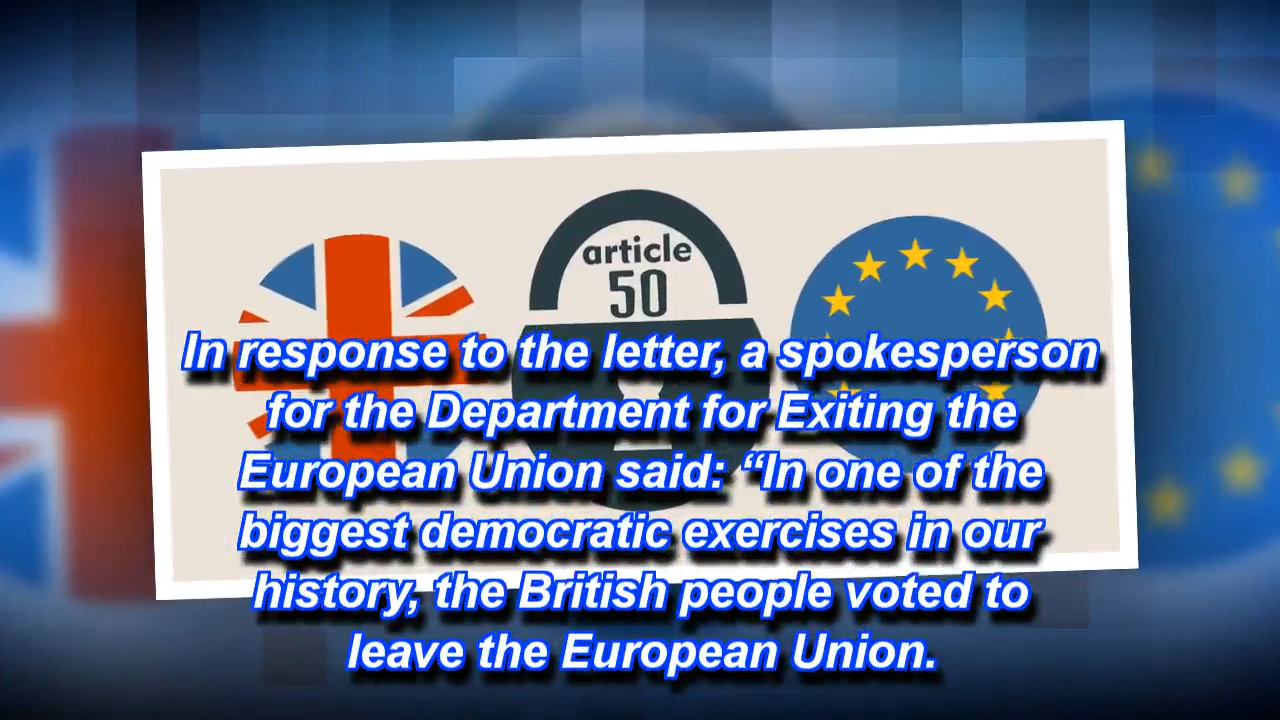 article
50
In response to the letter, a spokesperson
for the Department for Exiting the
European Union said: “In one of the
biggest democratic exercises in our
history, the British people voted to
leave the European Union.